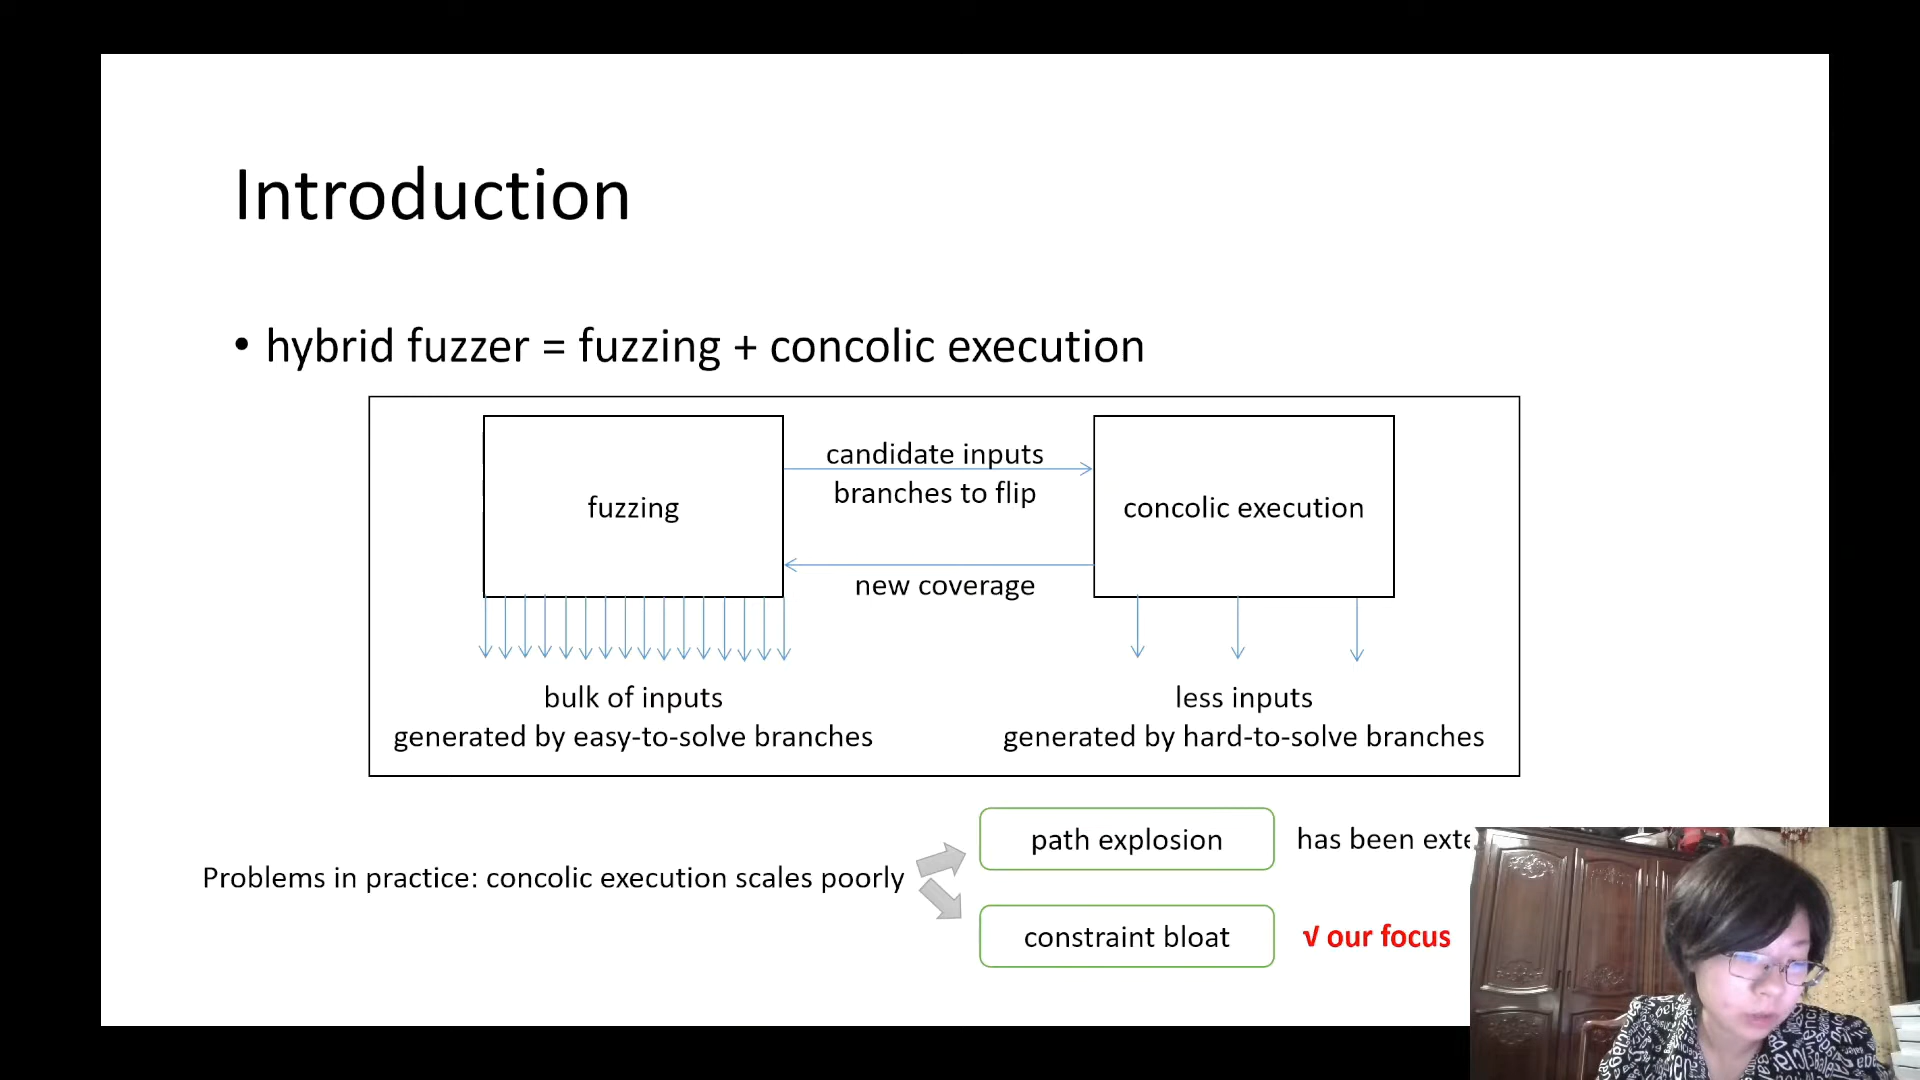 Introduction
• hybrid fuzzer = fuzzing + concolic execution
candidate inputs
branches to flip
fuzzing
concolic execution
new coverage
bulk of inputs
generated by easy-to-solve branches
less inputs
generated by hard-to-solve branches
path explosion
has been
Problems in practice: concolic execution scales poorly
constraint bloat
√ our focus